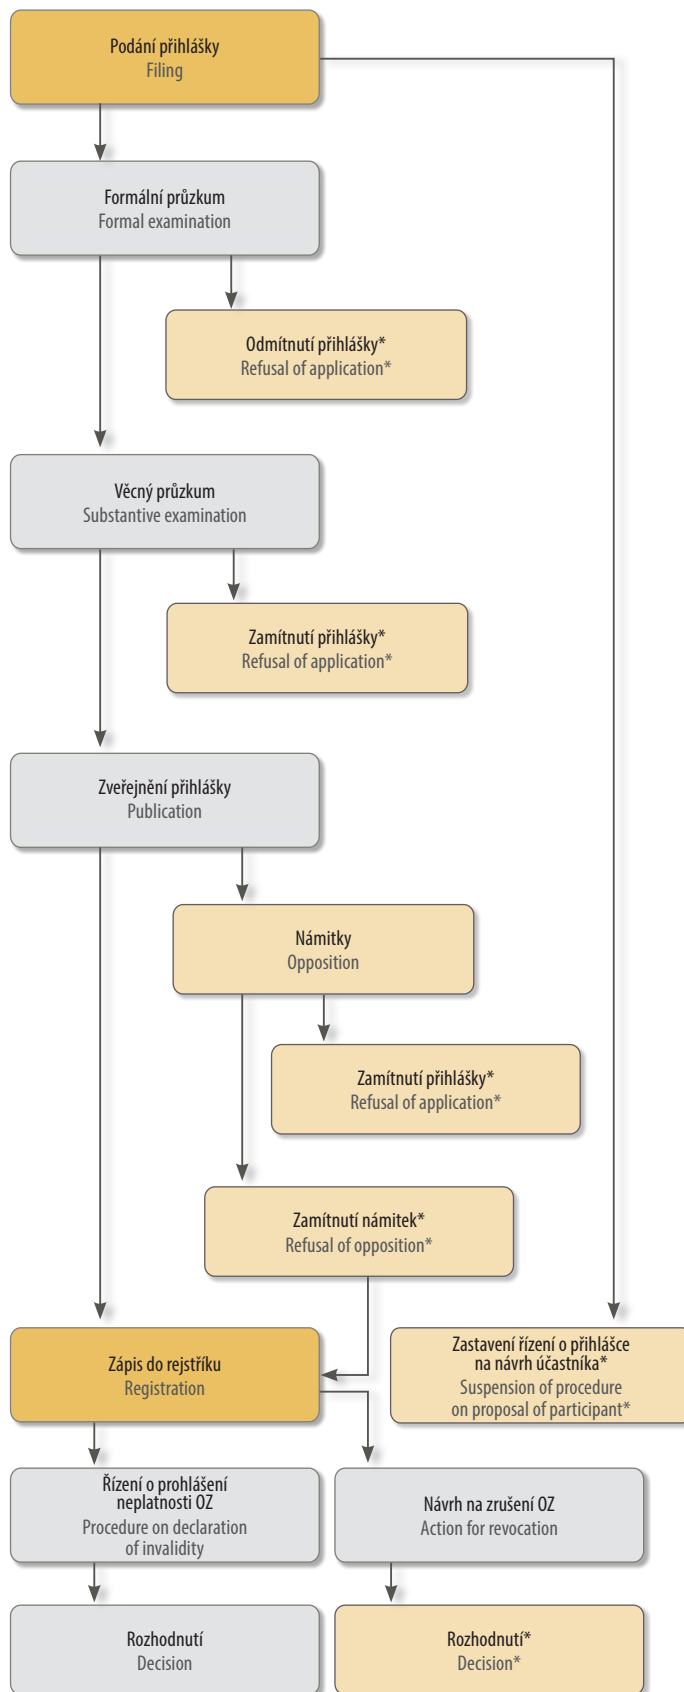 Podání přihlášky
Filing
Formální průzkum
Formal examination
Odmítnutí přihlášky*
Refusal of application*
Věcný průzkum
Substantive examination
Zamítnutí přihlášky*
Refusal of application*
Zveřejnění přihlášky
Publication
Námitky
Opposition
Zamítnutí přihlášky*
Refusal of application*
Zamítnutí námitek*
Refusal of opposition*
Zápis do rejstříku
Registration
Zastavení řízení o přihlášce
na návrh účastníka*
Suspension of procedure
on proposal of participant*
Řízení o prohlášení
neplatnosti OZ
Procedure on declaration
of invalidity
Návrh na zrušení OZ
Action for revocation
Rozhodnutí
Decision
Rozhodnutí*
Decision*